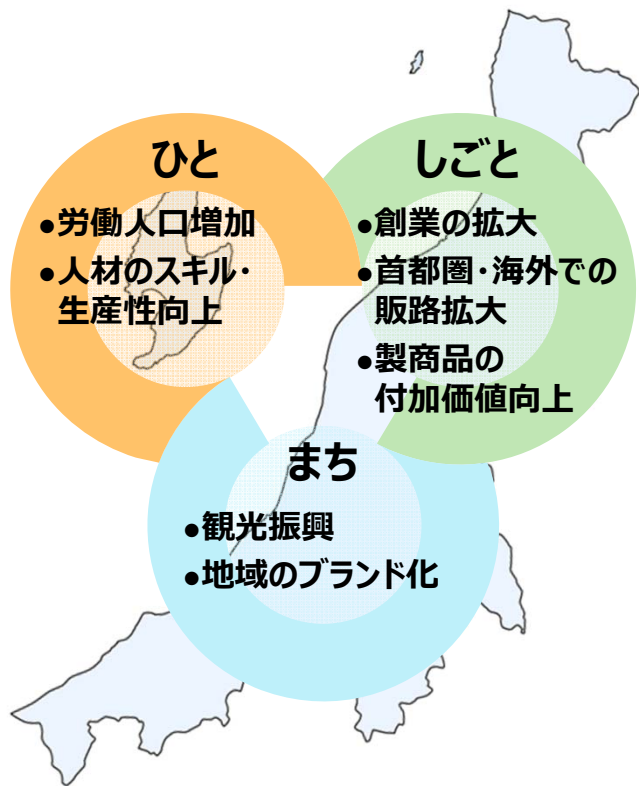 ひと
●労働人口増加
●人材のスキル・
生産性向上
しごと
●創業の拡大
●首都圏・海外での
販路拡大
●製商品の
付加価値向上
まち
●観光振興
●地域のブランド化